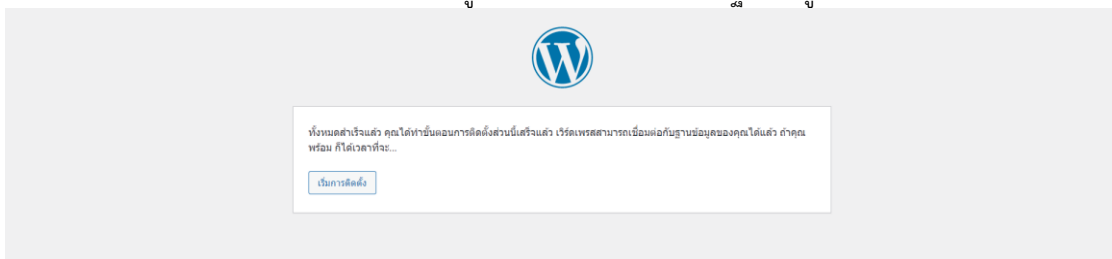 ทั้งหมดสำเร็จแล้ว คุณได้ทำขั้นตอนการติดตั้งส่วนนี้เสร็จแล้ว เวิร์ดเพรสสามารถเชื่อมต่อกับฐานข้อมูลของคุณได้แล้ว ถ้าคุณ
พร้อม ก็ได้เวลาที่จะ...
เริ่มการติดตั้ง